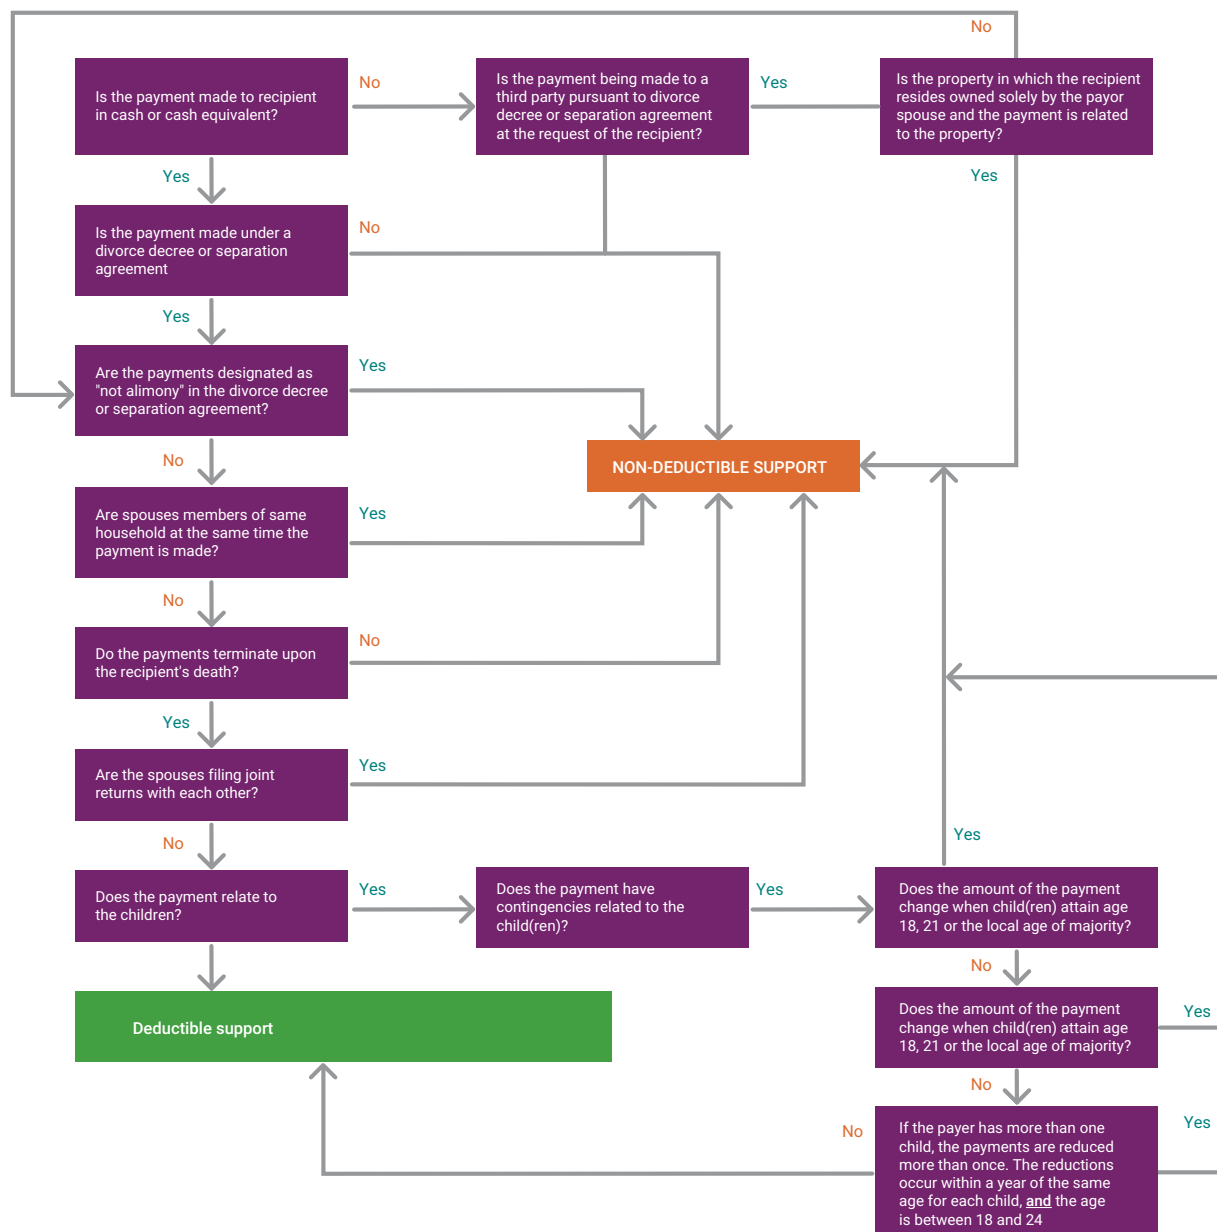 No
Is the payment made to recipient
in cash or cash equivalent?
No
Is the payment being made to a
third party pursuant to divorce
decree or separation agreement
at the request of the recipient?
Yes
Is the property in which the recipient
resides owned solely by the payor
spouse and the payment is related
to the property?
Yes
Yes
Is the payment made under a
divorce decree or separation
agreement
No
Yes
Are the payments designated as
"not alimony" in the divorce decree
or separation agreement?
Yes
No
NON-DEDUCTIBLE SUPPORT
Are spouses members of same
household at the same time the
payment is made?
Yes
No
Do the payments terminate upon
the recipient's death?
No
Yes
Are the spouses filing joint
returns with each other?
Yes
No
Yes
Does the payment relate to
the children?
Yes
Does the payment have
contingencies related to the
child(ren)?
Yes
Does the amount of the payment
change when child(ren) attain age
18, 21 or the local age of majority?
No
Deductible support
Does the amount of the payment
change when child(ren) attain age
18, 21 or the local age of majority?
Yes
No
No
If the payer has more than one
child, the payments are reduced
more than once. The reductions
occur within a year of the same
age for each child, and the age
is between 18 and 24
Yes